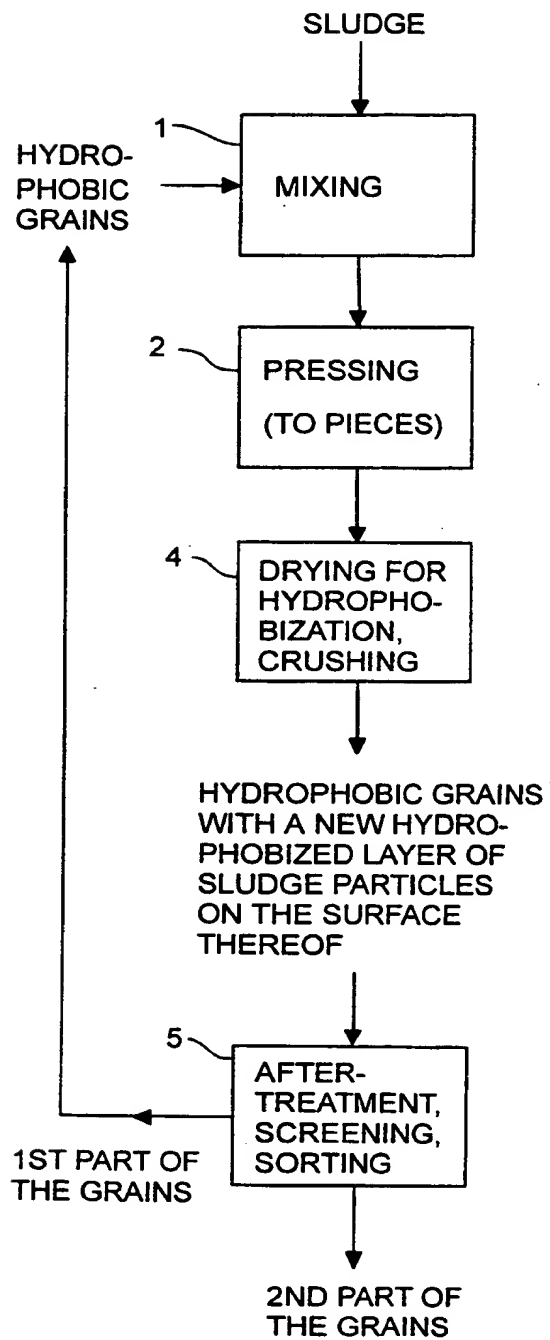 SLUDGE
1
HYDRO-
PHOBIC
GRAINS
MIXING
2
PRESSING
(TO PIECES)
4
DRYING FOR
HYDROPHO-
BIZATION,
CRUSHING
HYDROPHOBIC GRAINS
WITH A NEW HYDRO-
PHOBIZED LAYER OF
SLUDGE PARTICLES
ON THE SURFACE
THEREOF
5
AFTER-
TREATMENT,
SCREENING,
SORTING
1ST PART OF
THE GRAINS
2ND PART OF
THE GRAINS